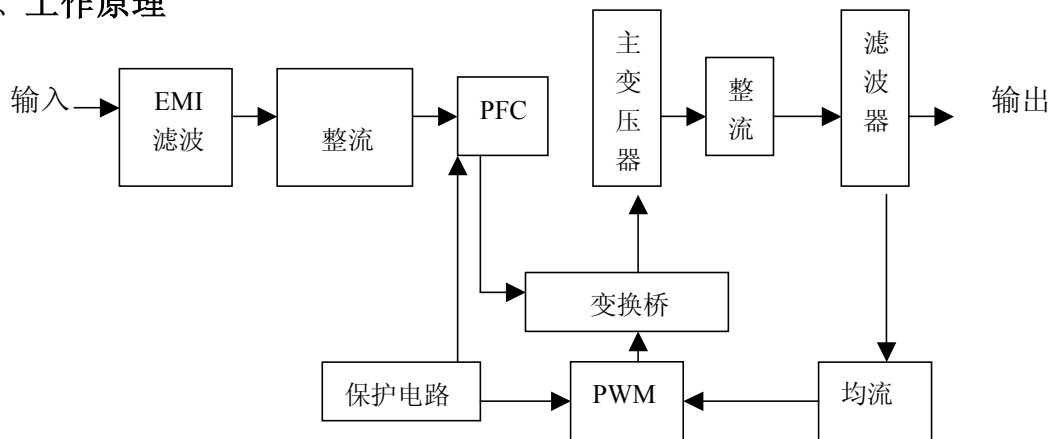 、工作原理
输入
EMI
滤波
整流
PFC
主
变
压
器
整
流
滤
波
器
输出
变换桥
保护电路
PWM
均流